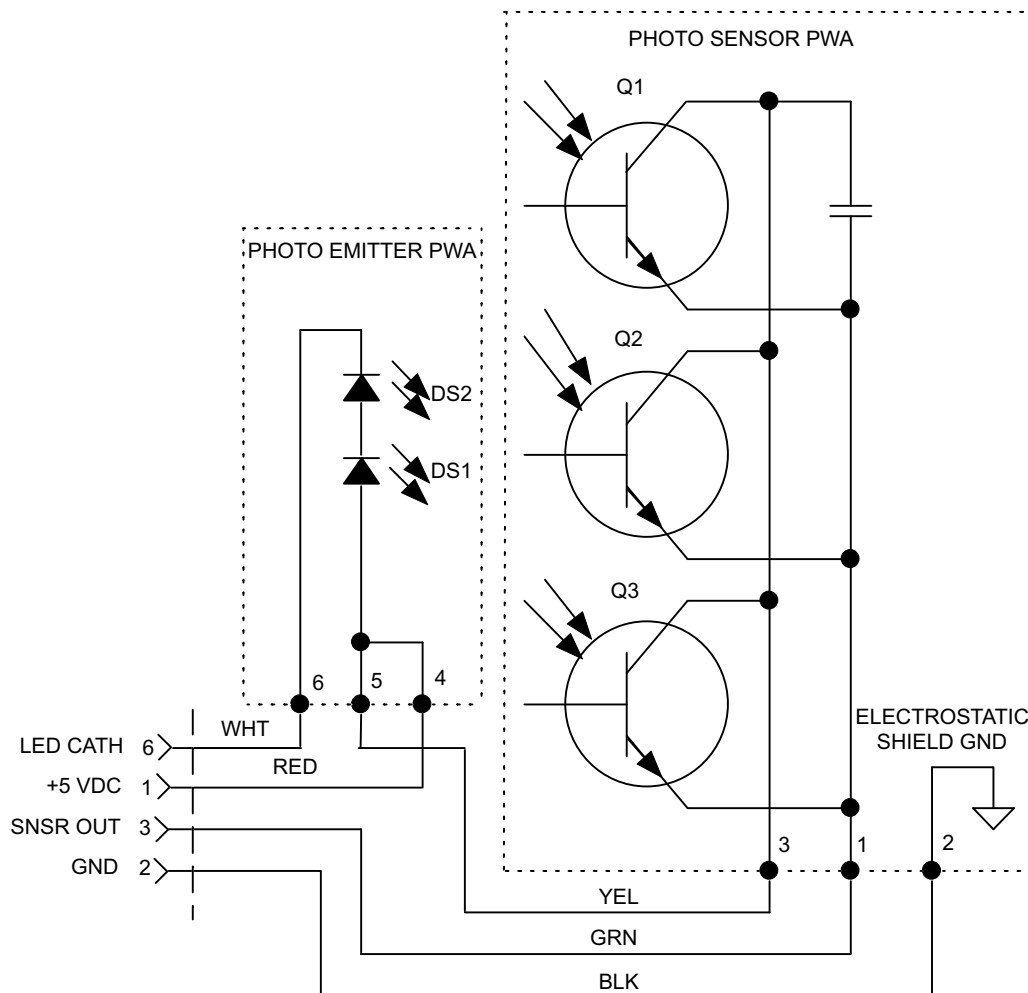 PHOTO SENSOR PWA
Q1
PHOTO EMITTER PWA
Q2
DS2
DS1
Q3
6
5
4
ELECTROSTATIC
SHIELD GND
WHT
LED CATH 6
RED
+5 VDC 1
SNSR OUT 3
3
1
2
GND 2
YEL
GRN
BLK